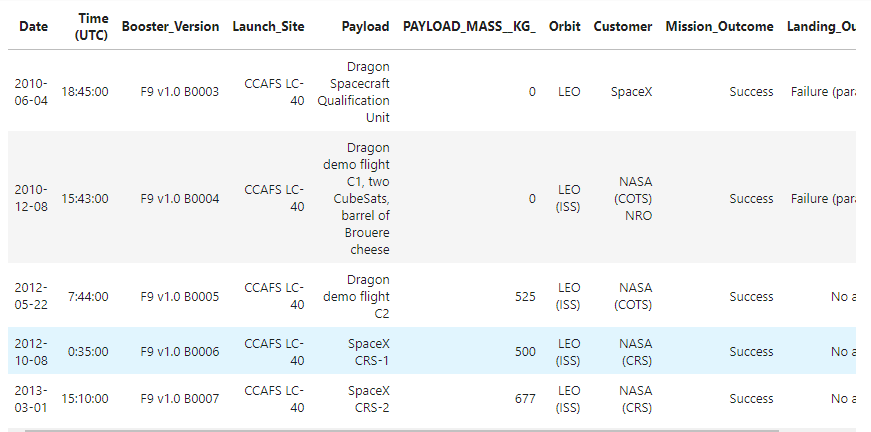 Date Time (UTC) Booster_Version Launch_Site Payload PAYLOAD_MASS__KG_ Orbit Customer Mission_Outcome Landing_Ou
2010-06-04 18:45:00 F9 v1.0 B0003 CCAFS LC-40 Dragon Spacecraft Qualification Unit 0 LEO SpaceX Success Failure (para
2010-12-08 15:43:00 F9 v1.0 B0004 CCAFS LC-40 Dragon demo flight C1, two CubeSats, barrel of Brouere cheese 0 LEO (ISS) NASA (COTS) NRO Success Failure (para
2012-05-22 7:44:00 F9 v1.0 B0005 CCAFS LC-40 Dragon demo flight C2 525 LEO (ISS) NASA (COTS) Success No a
2012-10-08 0:35:00 F9 v1.0 B0006 CCAFS LC-40 SpaceX CRS-1 500 LEO (ISS) NASA (CRS) Success No a
2013-03-01 15:10:00 F9 v1.0 B0007 CCAFS LC-40 SpaceX CRS-2 677 LEO (ISS) NASA (CRS) Success No a